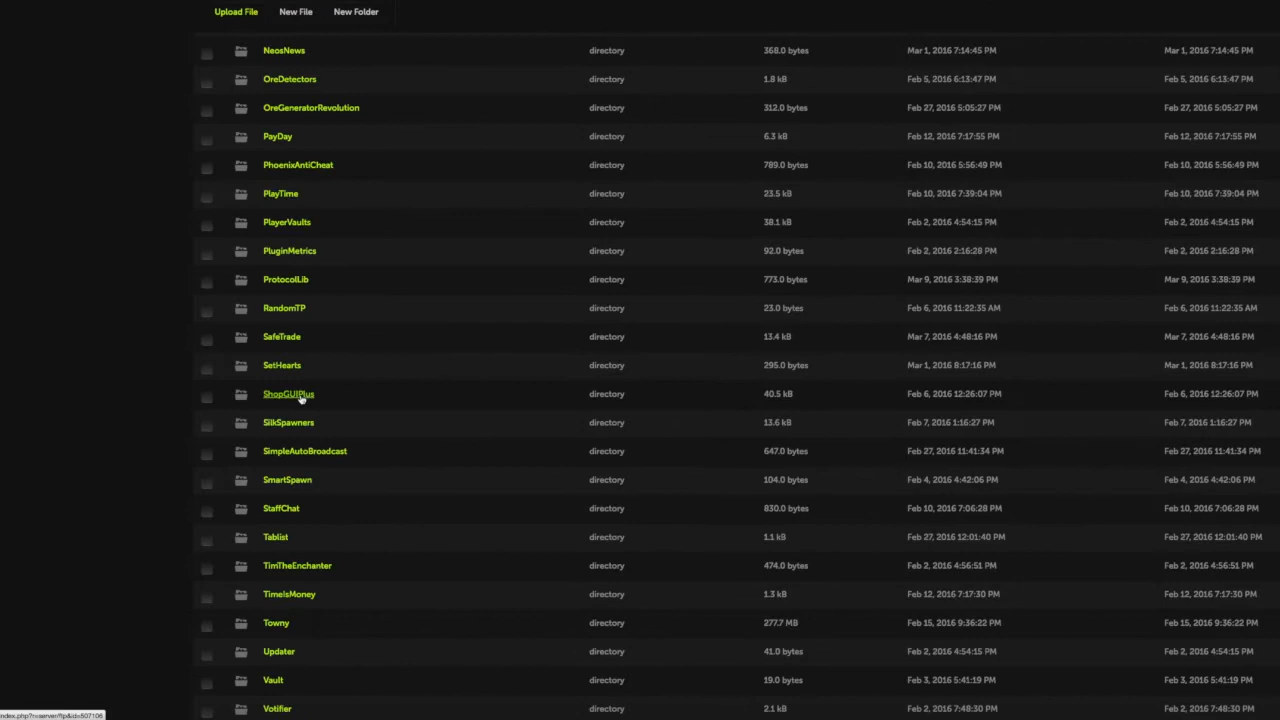 Upload File New File New Folder
NeosNews directory 368.0 bytes Mar 1, 2016 7:14:45 PM Mar 1, 2016 7:14:45 PM
OreDetectors directory 1.8 kB Feb 5, 2016 6:13:47 PM Feb 5, 2016 6:13:47 PM
OreGeneratorRevolution directory 312.0 bytes Feb 27, 2016 5:05:27 PM Feb 27, 2016 5:05:27 PM
PayDay directory 6.3 kB Feb 12, 2016 7:17:55 PM Feb 12, 2016 7:17:55 PM
PhoenixAntiCheat directory 789.0 bytes Feb 10, 2016 5:56:49 PM Feb 10, 2016 5:56:49 PM
PlayTime directory 23.5 kB Feb 10, 2016 7:39:04 PM Feb 10, 2016 7:39:04 PM
PlayerVaults directory 38.1 kB Feb 2, 2016 4:54:15 PM Feb 2, 2016 4:54:15 PM
PluginMetrics directory 92.0 bytes Feb 2, 2016 2:16:28 PM Feb 2, 2016 2:16:28 PM
ProtocolLib directory 773.0 bytes Mar 9, 2016 3:38:39 PM Mar 9, 2016 3:38:39 PM
RandomTP directory 23.0 bytes Feb 6, 2016 11:22:35 AM Feb 6, 2016 11:22:35 AM
SafeTrade directory 13.4 kB Mar 7, 2016 4:48:16 PM Mar 7, 2016 4:48:16 PM
SetHearts directory 295.0 bytes Mar 1, 2016 8:17:16 PM Mar 1, 2016 8:17:16 PM
ShopGUIPlus directory 40.5 kB Feb 6, 2016 12:26:07 PM Feb 6, 2016 12:26:07 PM
SilkSpawners directory 13.6 kB Feb 7, 2016 1:16:27 PM Feb 7, 2016 1:16:27 PM
SimpleAutoBroadcast directory 647.0 bytes Feb 27, 2016 11:41:34 PM Feb 27, 2016 11:41:34 PM
SmartSpawn directory 104.0 bytes Feb 4, 2016 4:42:06 PM Feb 4, 2016 4:42:06 PM
StaffChat directory 830.0 bytes Feb 10, 2016 7:06:28 PM Feb 10, 2016 7:06:28 PM
Tablist directory 1.1 kB Feb 27, 2016 12:01:40 PM Feb 27, 2016 12:01:40 PM
TimTheEnchanter directory 474.0 bytes Feb 2, 2016 4:56:51 PM Feb 2, 2016 4:56:51 PM
TimeIsMoney directory 1.3 kB Feb 12, 2016 7:17:30 PM Feb 12, 2016 7:17:30 PM
Towny directory 277.7 MB Feb 15, 2016 9:36:22 PM Feb 15, 2016 9:36:22 PM
Updater directory 41.0 bytes Feb 2, 2016 4:54:15 PM Feb 2, 2016 4:54:15 PM
Vault directory 19.0 bytes Feb 3, 2016 5:41:19 PM Feb 3, 2016 5:41:19 PM
Votifier directory 2.1 kB Feb 2, 2016 7:48:30 PM Feb 2, 2016 7:48:30 PM
index.php?r=server/ftp&id=507106